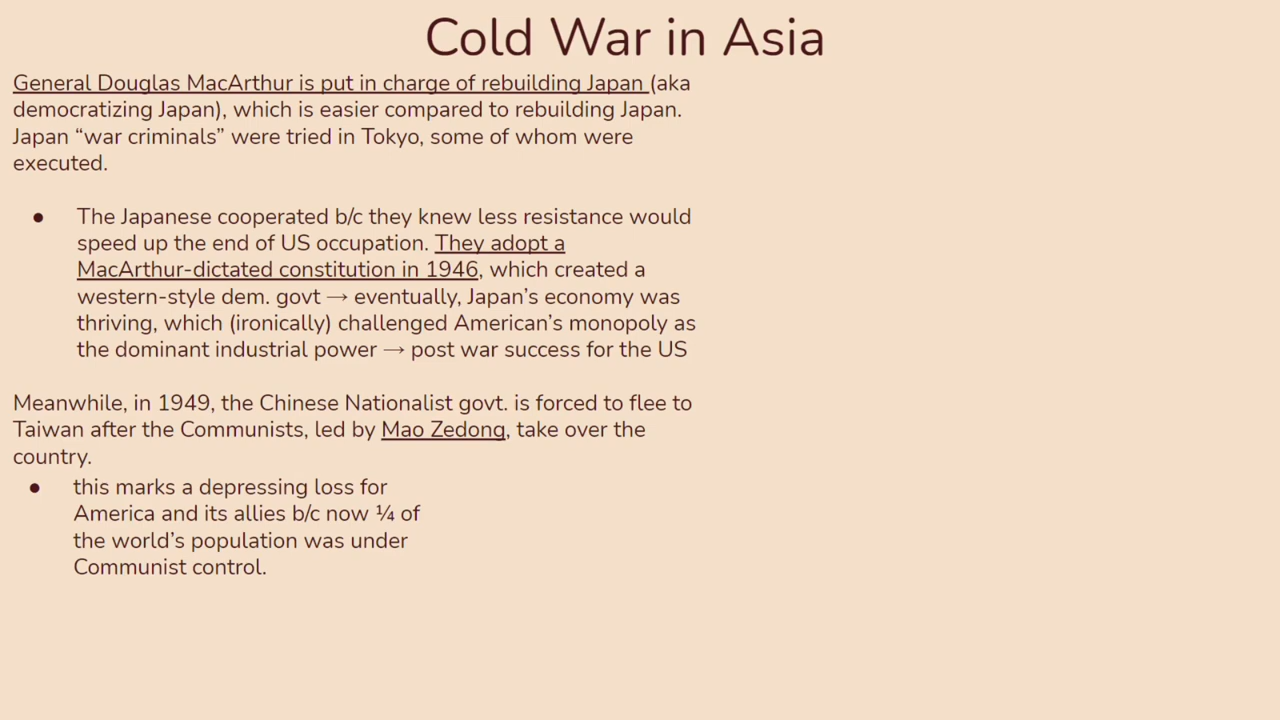 Cold War in Asia
General Douglas MacArthur is put in charge of rebuilding Japan (aka
democratizing Japan), which is easier compared to rebuilding Japan.
Japan “war criminals” were tried in Tokyo, some of whom were
executed.
● The Japanese cooperated b/c they knew less resistance would
speed up the end of US occupation. They adopt a
MacArthur-dictated constitution in 1946, which created a
western-style dem. govt → eventually, Japan’s economy was
thriving, which (ironically) challenged American’s monopoly as
the dominant industrial power → post war success for the US
Meanwhile, in 1949, the Chinese Nationalist govt. is forced to flee to
Taiwan after the Communists, led by Mao Zedong, take over the
country.
● this marks a depressing loss for
America and its allies b/c now ¼ of
the world’s population was under
Communist control.